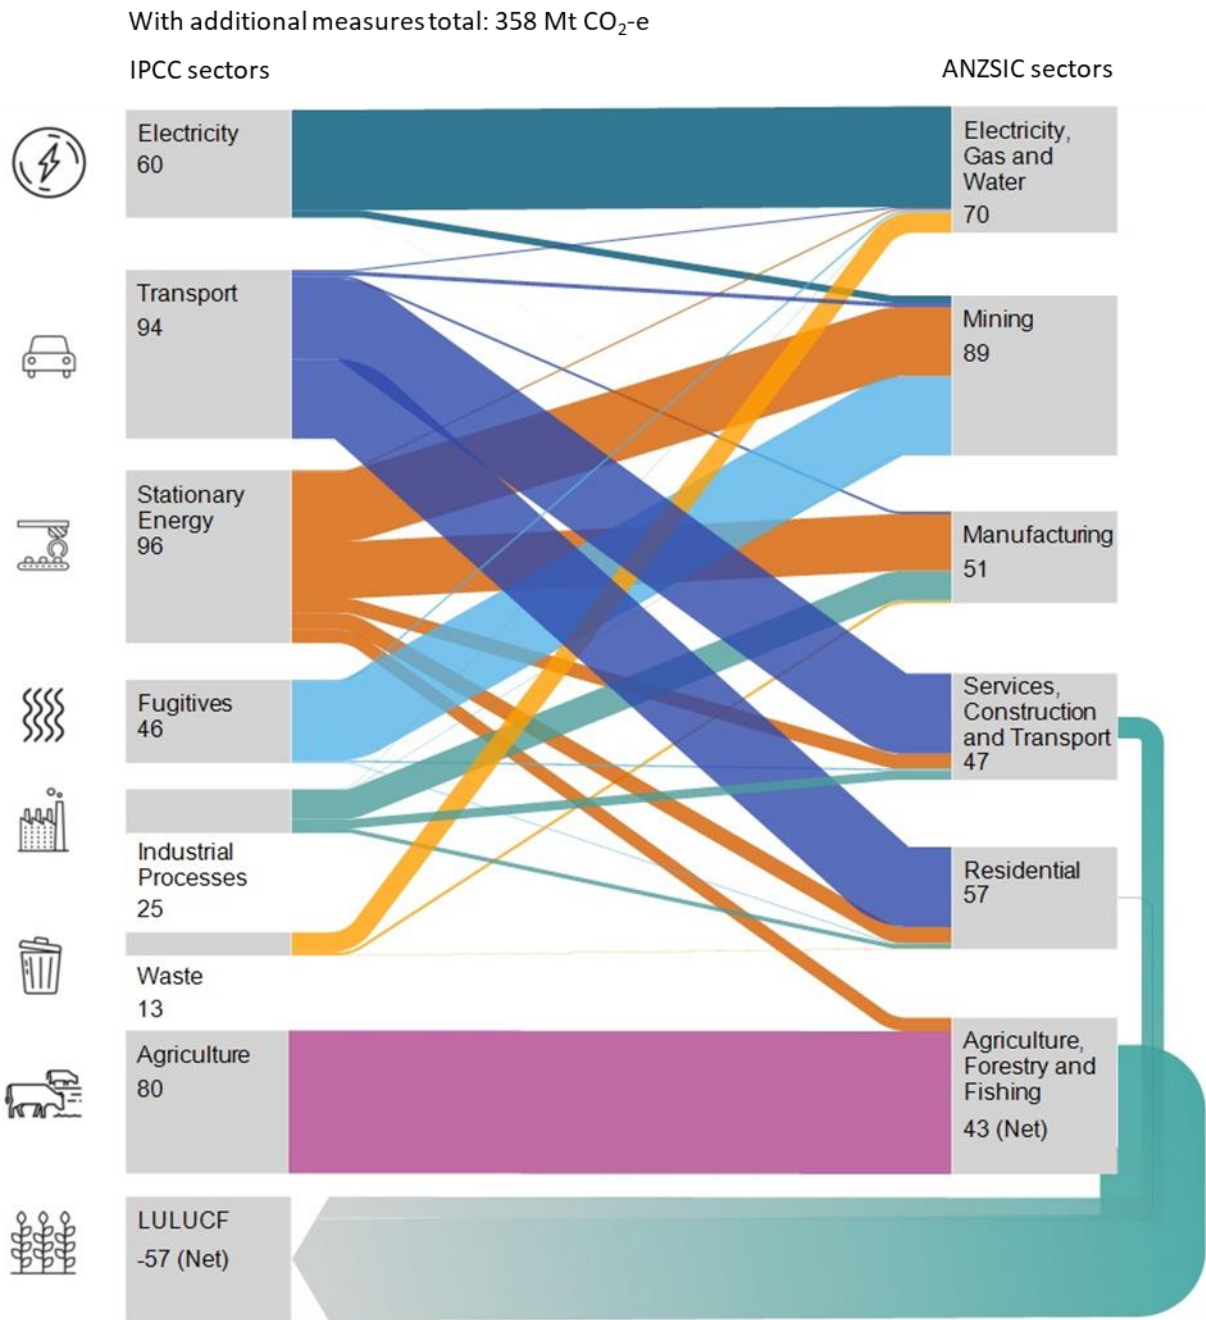 With additional measures total: 358 Mt CO₂-e
IPCC sectors
ANZSIC sectors
Electricity
60
Transport
94
Stationary
Energy
96
Fugitives
46
Industrial
Processes
25
Waste
13
Agriculture
80
LULUCF
-57 (Net)
Electricity,
Gas and
Water
70
Mining
89
Manufacturing
51
Services,
Construction
and Transport
47
Residential
57
Agriculture,
Forestry and
Fishing
43 (Net)